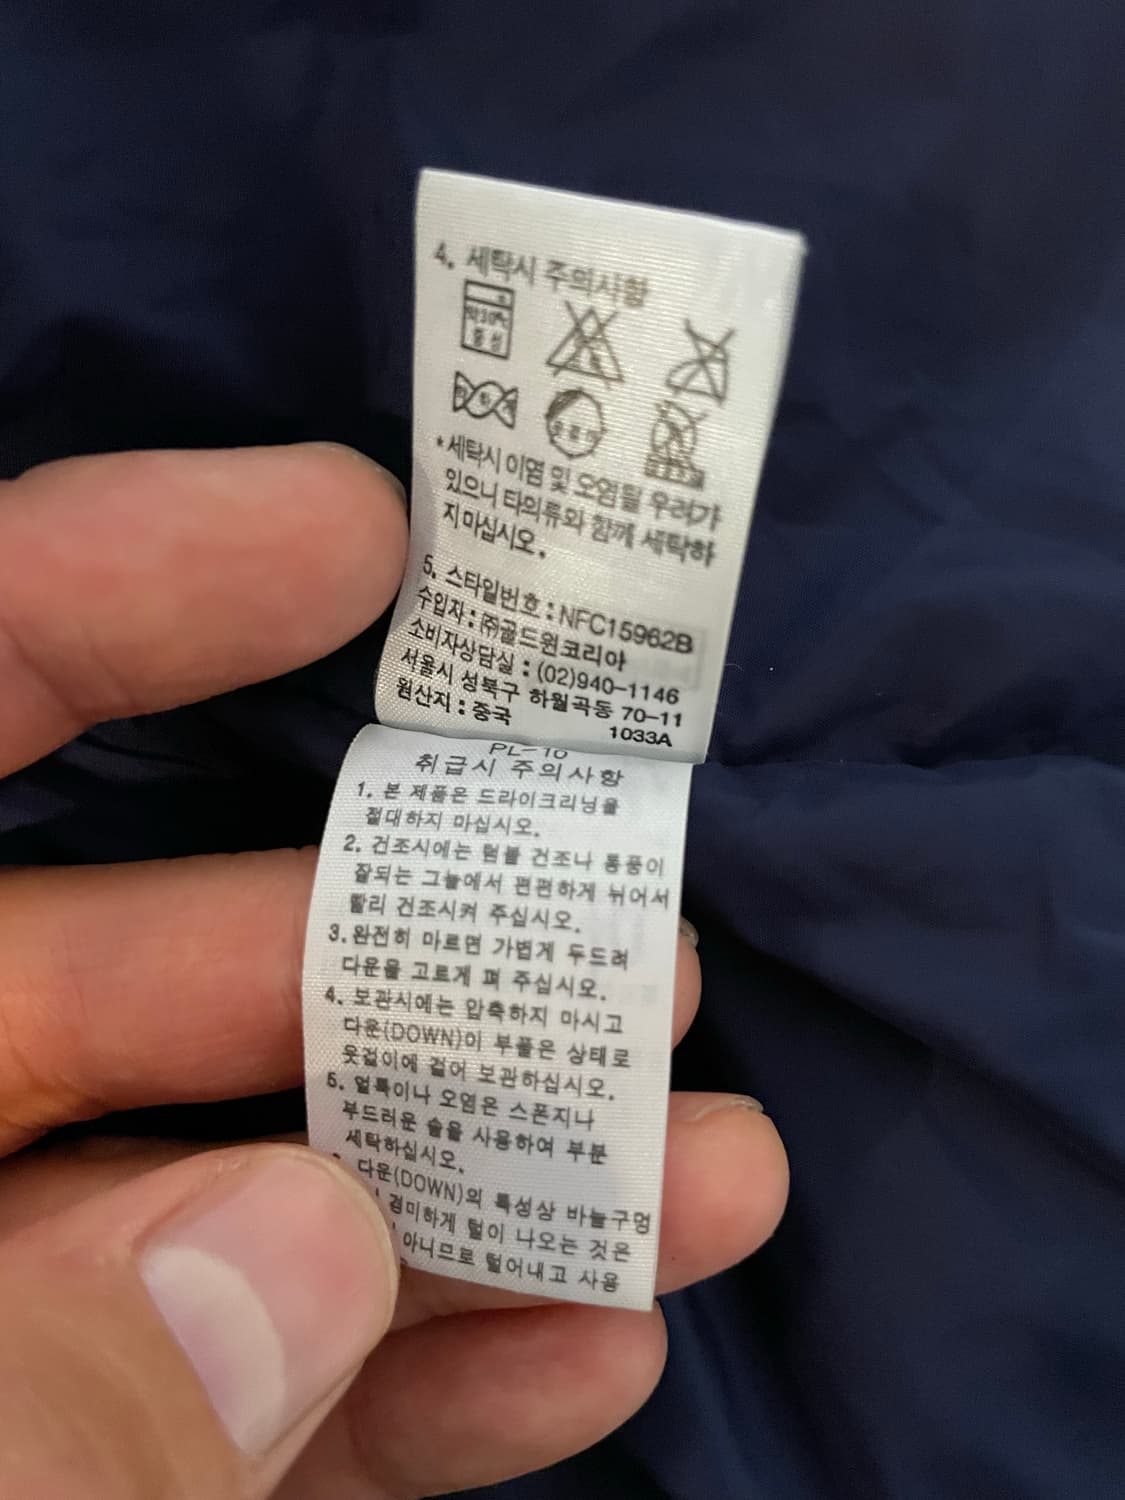 4. 세탁시 주의사항
약30℃
중성
*세탁시 이염 및 오염될 우려가
있으니 타의류와 함께 세탁하
지마십시오.
5. 스타일번호 : NFC15962B
수입자 : ㈜골드윈코리아
소비자상담실 : (02)940-1146
서울시 성북구 하월곡동 70-11
원산지 : 중국
1033A
PL-10
취급시 주의사항
1. 본 제품은 드라이크리닝을
절대하지 마십시오.
2. 건조시에는 텀블 건조나 통풍이
잘되는 그늘에서 편편하게 뉘어서
빨리 건조시켜 주십시오.
3. 완전히 마르면 가볍게 두드려
다운을 고르게 펴 주십시오.
4. 보관시에는 압축하지 마시고
다운(DOWN)이 부풀은 상태로
옷걸이에 걸어 보관하십시오.
5. 얼룩이나 오염은 스폰지나
부드러운 솔을 사용하여 부분
세탁하십시오.
다운(DOWN)의 특성상 바늘구멍
경미하게 털이 나오는 것은
아니므로 털어내고 사용